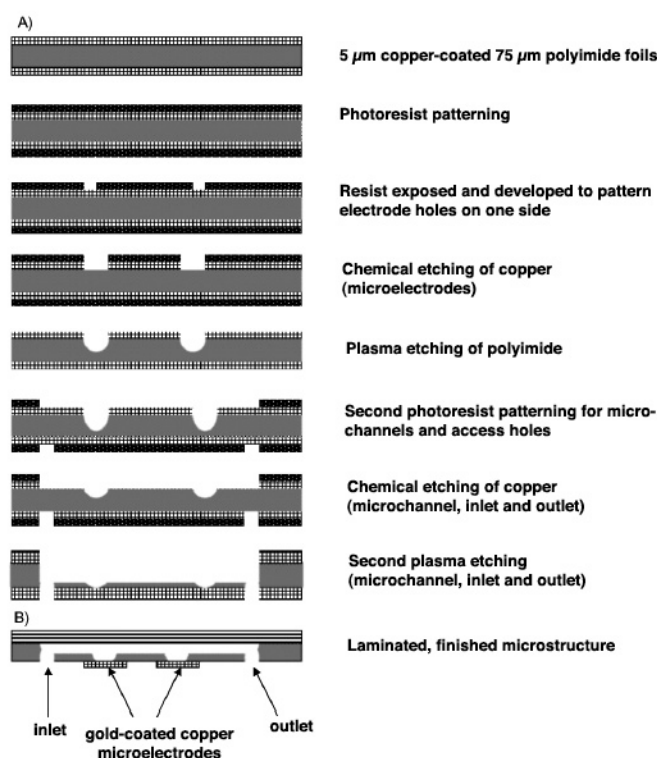 A)
5 µm copper-coated 75 µm polyimide foils
Photoresist patterning
Resist exposed and developed to pattern
electrode holes on one side
Chemical etching of copper
(microelectrodes)
Plasma etching of polyimide
Second photoresist patterning for micro-
channels and access holes
Chemical etching of copper
(microchannel, inlet and outlet)
Second plasma etching
(microchannel, inlet and outlet)
B)
Laminated, finished microstructure
inlet
gold-coated copper
microelectrodes
outlet